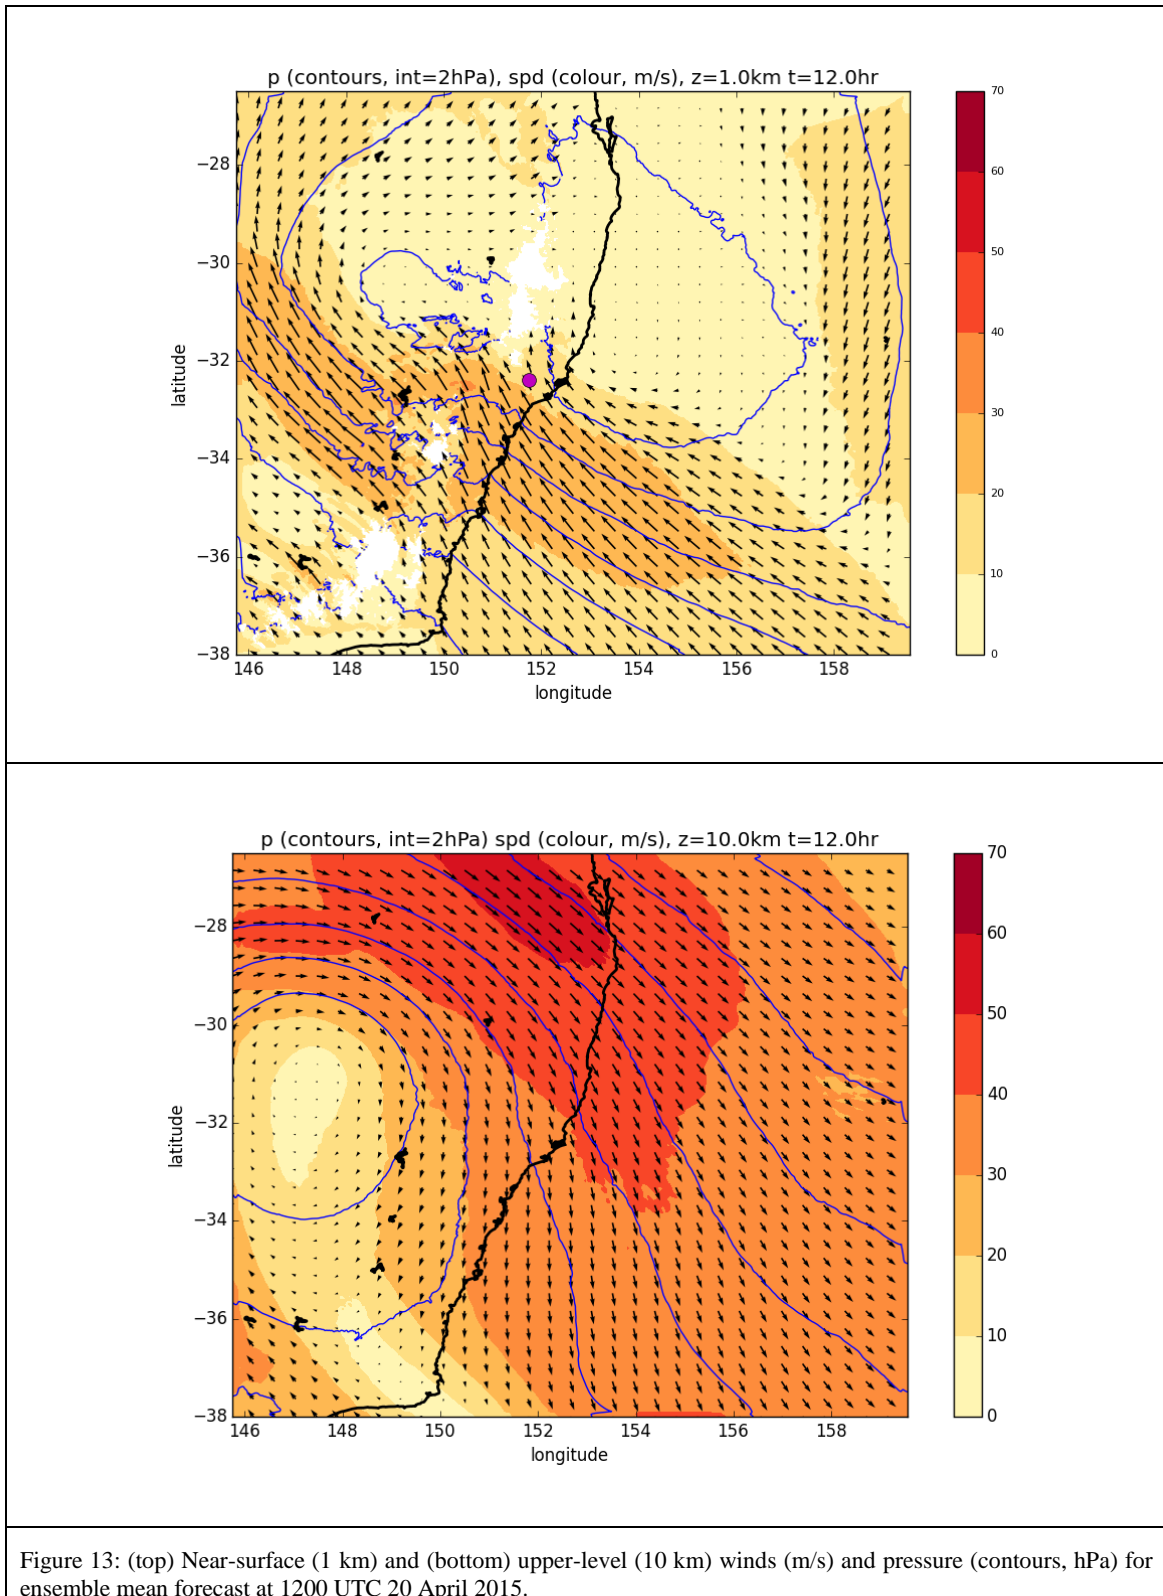 p (contours, int=2hPa), spd (colour, m/s), z=1.0km t=12.0hr
70
60
50
40
30
20
10
0
−28
−30
−32
−34
−36
−38
latitude
146 148 150 152 154 156 158
longitude
p (contours, int=2hPa) spd (colour, m/s), z=10.0km t=12.0hr
70
60
50
40
30
20
10
0
−28
−30
−32
−34
−36
−38
latitude
146 148 150 152 154 156 158
longitude
Figure 13: (top) Near-surface (1 km) and (bottom) upper-level (10 km) winds (m/s) and pressure (contours, hPa) for
ensemble mean forecast at 1200 UTC 20 April 2015.